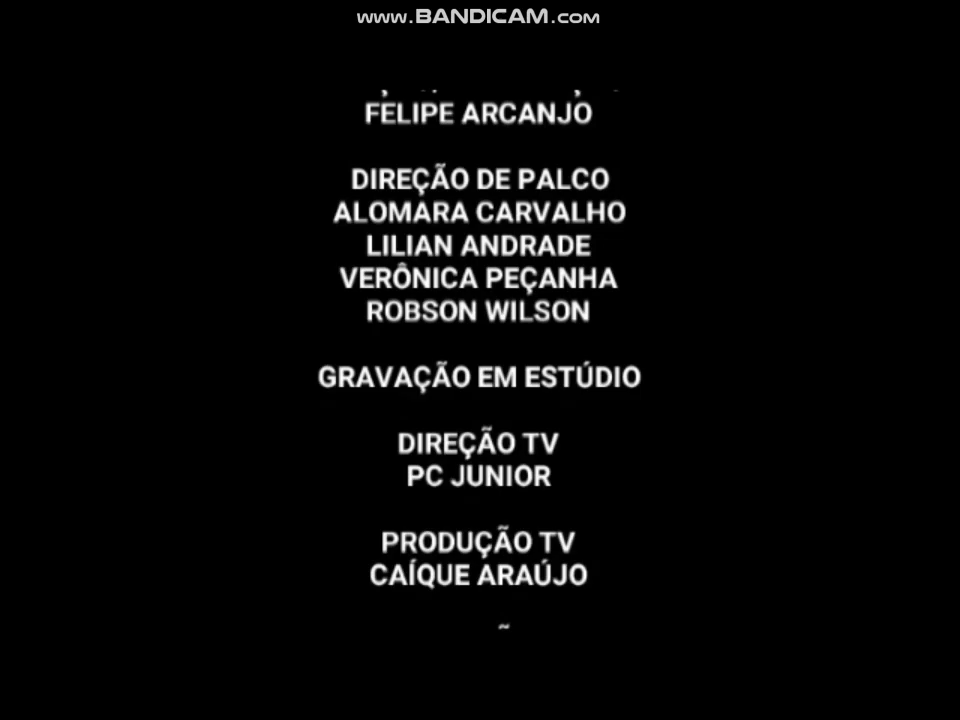 www.BANDICAM.com
FELIPE ARCANJO
DIREÇÃO DE PALCO
ALOMARA CARVALHO
LILIAN ANDRADE
VERÔNICA PEÇANHA
ROBSON WILSON
GRAVAÇÃO EM ESTÚDIO
DIREÇÃO TV
PC JUNIOR
PRODUÇÃO TV
CAÍQUE ARAÚJO